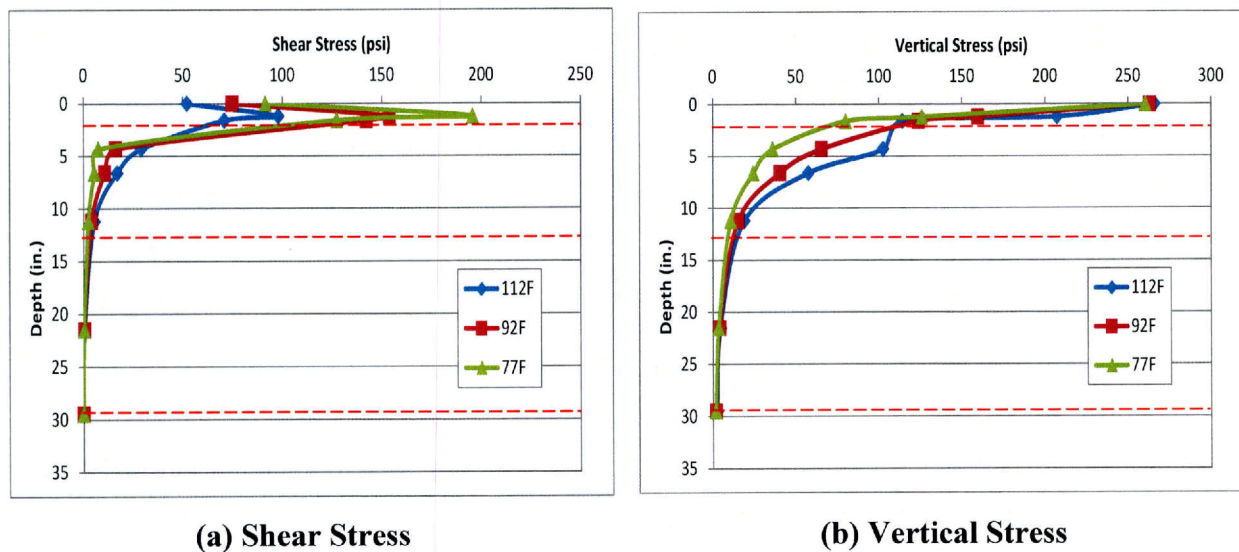 Shear Stress (psi)
0 50 100 150 200 250
0
5
10
15
20
25
30
35
Depth (in.)
112F
92F
77F
(a) Shear Stress
Vertical Stress (psi)
0 50 100 150 200 250 300
0
5
10
15
20
25
30
35
Depth (in.)
112F
92F
77F
(b) Vertical Stress